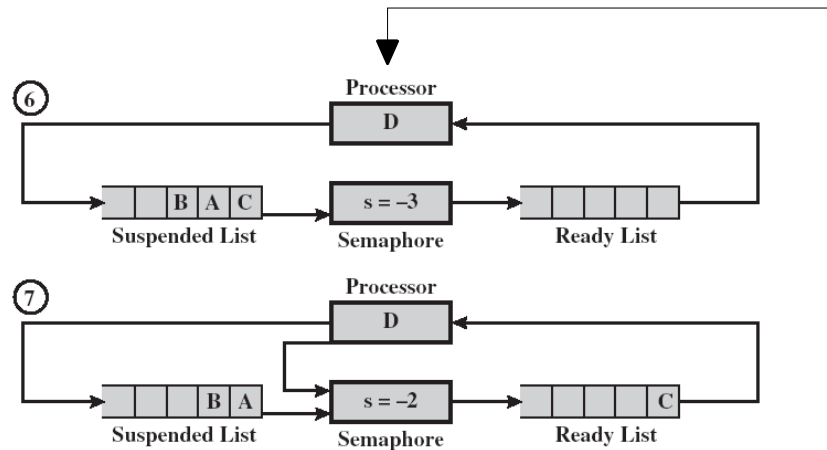 Processor
6
D
B A C
s = –3
Suspended List
Semaphore
Ready List
Processor
7
D
B A
s = –2
C
Suspended List
Semaphore
Ready List